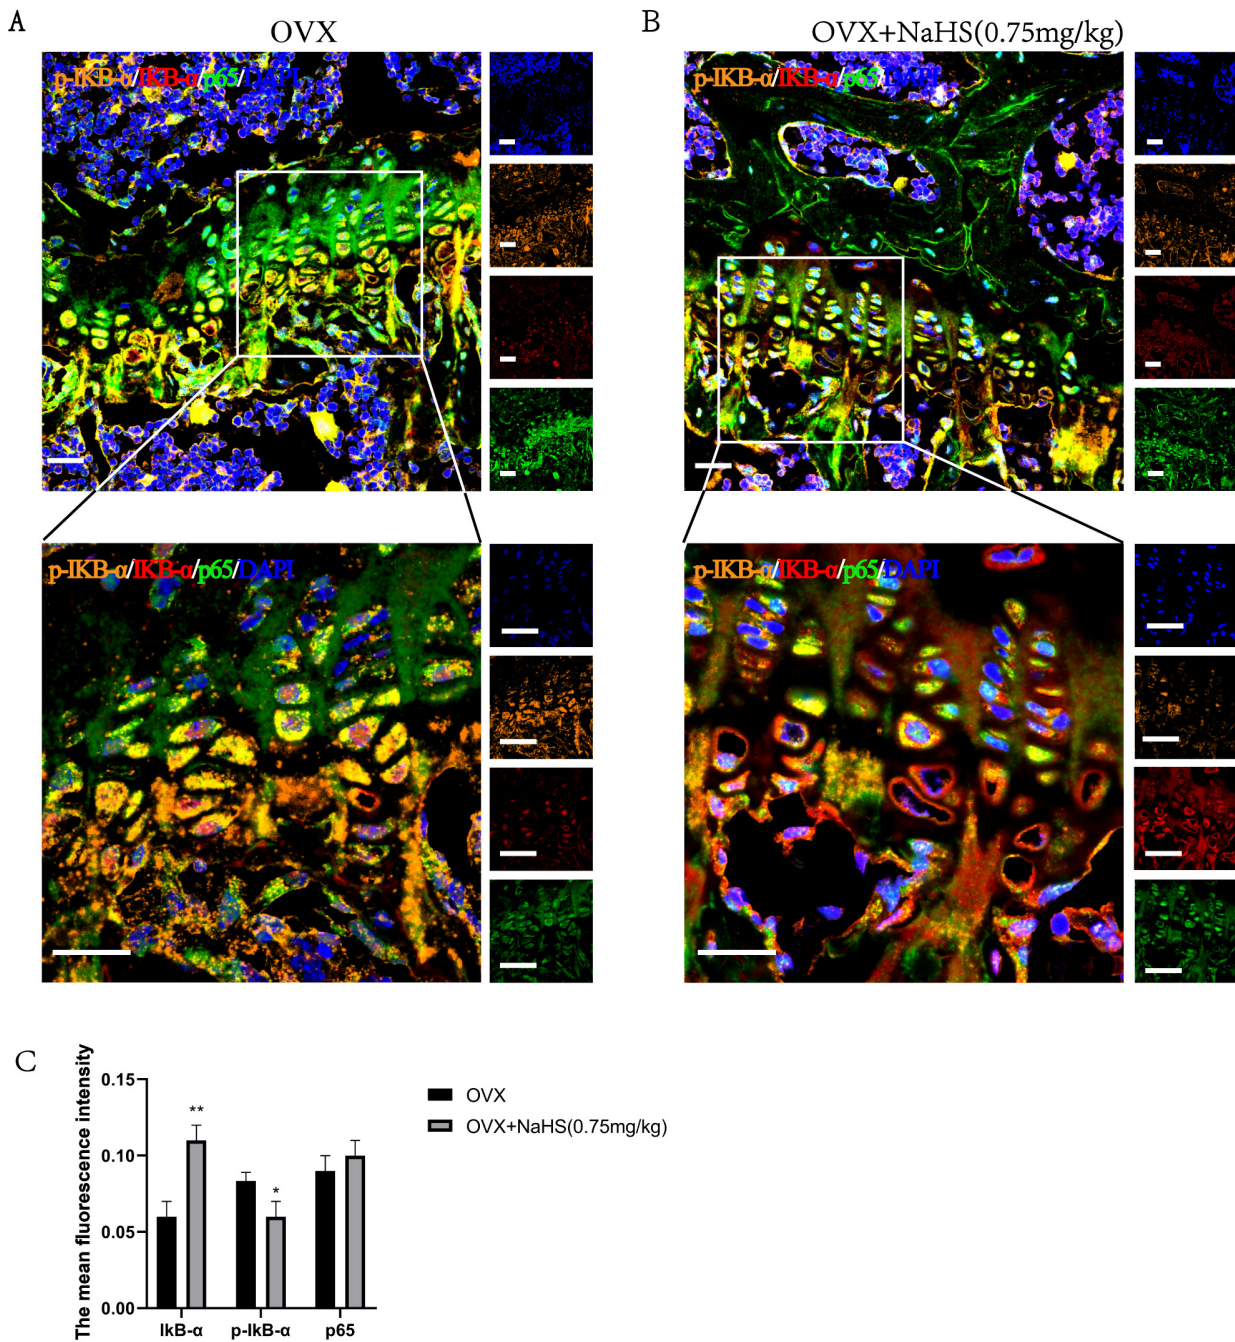 A
OVX
p-IKB-α/IKB-α/p65/DAPI
p-IKB-α/IKB-α/p65/DAPI
B
OVX+NaHS(0.75mg/kg)
p-IKB-α/IKB-α/p65/DAPI
p-IKB-α/IKB-α/p65/DAPI
C
The mean fluorescence intensity
0.15
0.10
0.05
0.00
**
*
IkB-α
p-IkB-α
p65
OVX
OVX+NaHS(0.75mg/kg)